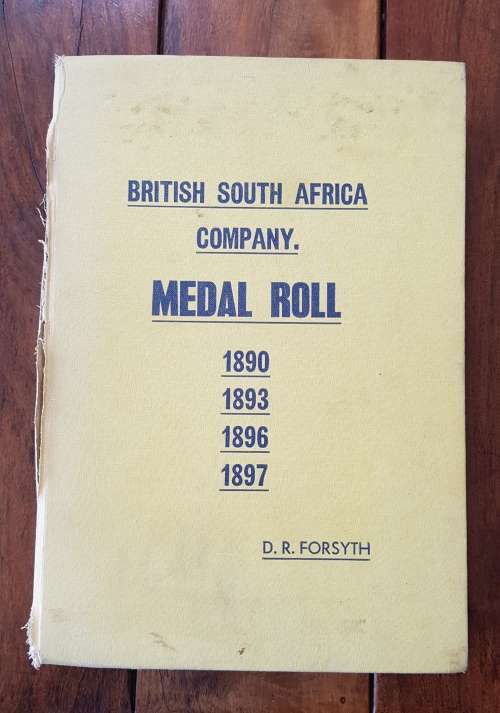 BRITISH SOUTH AFRICA
COMPANY.
MEDAL ROLL
1890
1893
1896
1897
D. R. FORSYTH